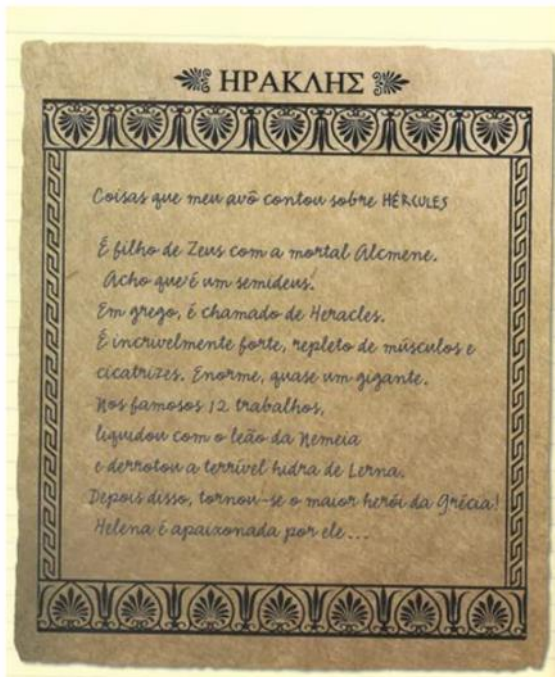 ΗΡΑΚΛΗΣ
Coisas que meu avô contou sobre HÉRCULES
É filho de Zeus com a mortal Alcmene.
Acho que é um semideus.
Em grego, é chamado de Heracles.
É incrivelmente forte, repleto de músculos e
cicatrizes. Enorme, quase um gigante.
Nos famosos 12 trabalhos,
liquidou com o leão da Nemeia
e derrotou a terrível hidra de Lerna.
Depois disso, tornou-se o maior herói da Grécia!
Helena é apaixonada por ele...